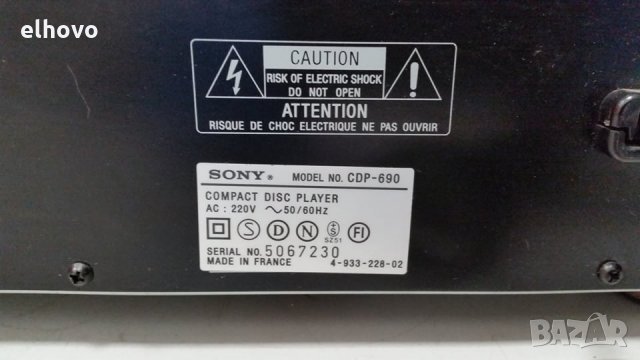 elhovo
CAUTION
RISK OF ELECTRIC SHOCK
DO NOT OPEN
ATTENTION
RISQUE DE CHOC ELECTRIQUE NE PAS OUVRIR
SONY® MODEL NO. CDP-690
COMPACT DISC PLAYER
AC : 220V ~50/60Hz
S D N S FI
SZ51
SERIAL NO. 5067230
MADE IN FRANCE 4-933-228-02
BAZAR